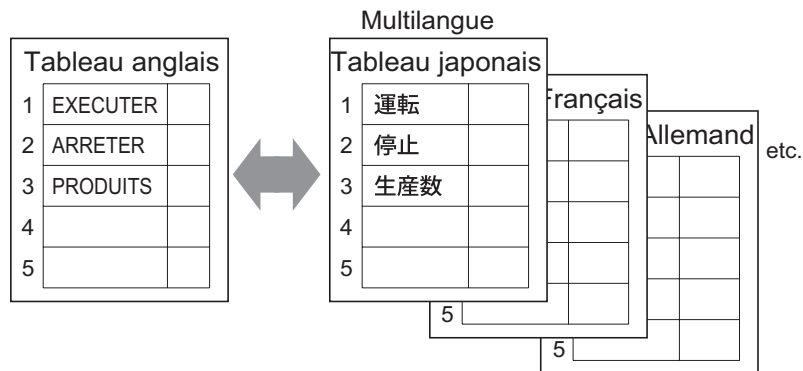 Multilangue
Tableau anglais
1 EXECUTER
2 ARRETER
3 PRODUITS
4
5
Tableau japonais
1 運転
2 停止
3 生産数
4
5
Français
5
Allemand
5
etc.